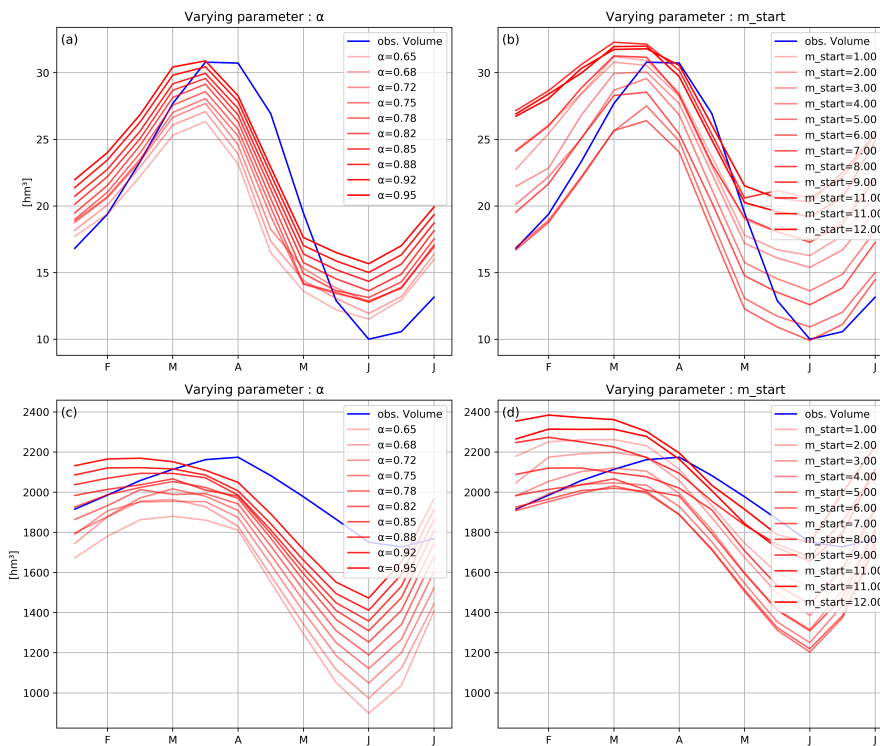 Varying parameter : α
(a)
obs. Volume
α=0.65
α=0.68
α=0.72
α=0.75
α=0.78
α=0.82
α=0.85
α=0.88
α=0.92
α=0.95
30
25
20
15
10
[hm³]
F M A M J J
Varying parameter : m_start
(b)
obs. Volume
m_start=1.00
m_start=2.00
m_start=3.00
m_start=4.00
m_start=5.00
m_start=6.00
m_start=7.00
m_start=8.00
m_start=9.00
m_start=11.00
m_start=11.00
m_start=12.00
30
25
20
15
10
F M A M J J
Varying parameter : α
(c)
obs. Volume
α=0.65
α=0.68
α=0.72
α=0.75
α=0.78
α=0.82
α=0.85
α=0.88
α=0.92
α=0.95
2400
2200
2000
1800
1600
1400
1200
1000
[hm³]
F M A M J J
Varying parameter : m_start
(d)
obs. Volume
m_start=1.00
m_start=2.00
m_start=3.00
m_start=4.00
m_start=5.00
m_start=6.00
m_start=7.00
m_start=8.00
m_start=9.00
m_start=11.00
m_start=11.00
m_start=12.00
2400
2200
2000
1800
1600
1400
1200
1000
F M A M J J